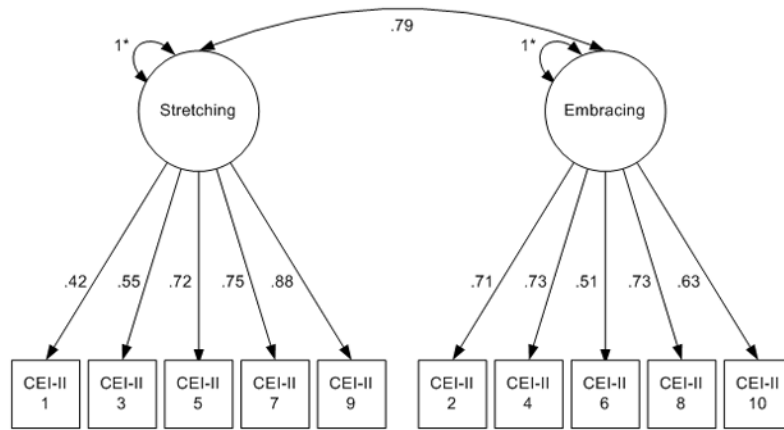 .79
1*
1*
Stretching
Embracing
.42
.55
.72
.75
.88
.71
.73
.51
.73
.63
CEI-II
1
CEI-II
3
CEI-II
5
CEI-II
7
CEI-II
9
CEI-II
2
CEI-II
4
CEI-II
6
CEI-II
8
CEI-II
10